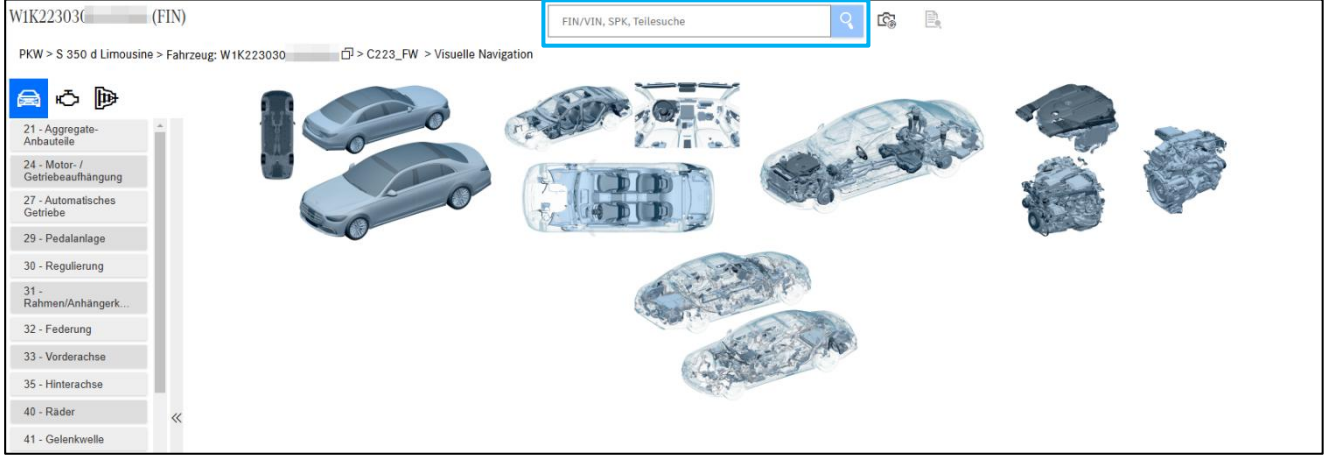 W1K223030 (FIN)
FIN/VIN, SPK, Teilesuche
PKW > S 350 d Limousine > Fahrzeug: W1K223030 > C223_FW > Visuelle Navigation
21 - Aggregate-
Anbauteile
24 - Motor- /
Getriebeaufhängung
27 - Automatisches
Getriebe
29 - Pedalanlage
30 - Regulierung
31 -
Rahmen/Anhängerk...
32 - Federung
33 - Vorderachse
35 - Hinterachse
40 - Räder
41 - Gelenkwelle